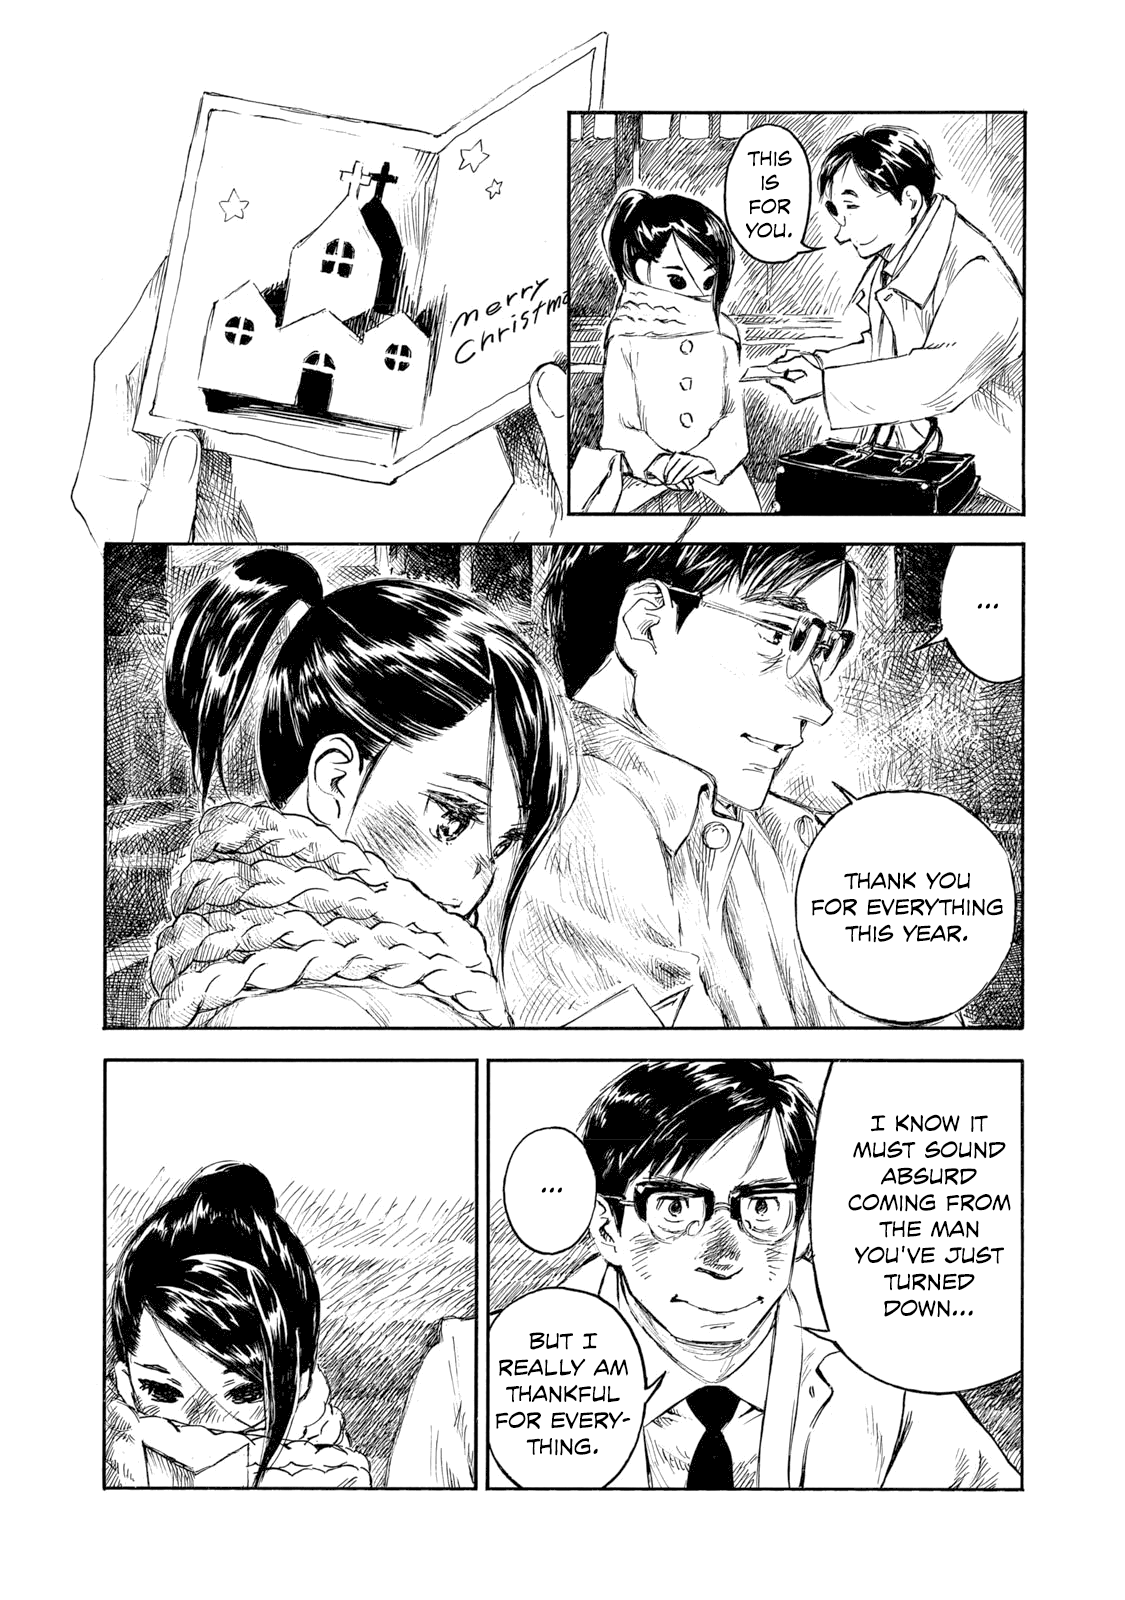 THIS
IS
FOR
YOU.
merry
Christma
...
THANK YOU
FOR EVERYTHING
THIS YEAR.
I KNOW IT
MUST SOUND
ABSURD
COMING FROM
THE MAN
YOU'VE JUST
TURNED
DOWN...
...
BUT I
REALLY AM
THANKFUL
FOR EVERY-
THING.